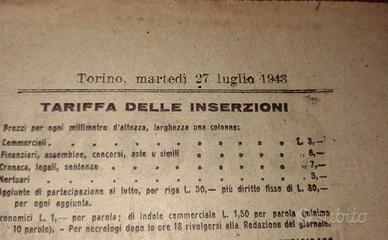 Torino, martedì 27 luglio 1943
TARIFFA DELLE INSERZIONI
Prezzi per ogni millimetro d'altezza, larghezza una colonna:
Commerciali . . . . . . . . . . L. 3,—
Finanziari, assemblee, concorsi, aste e simili . . . . » 6,—
Cronaca, legali, sentenze . . . . . . . » 7,—
Mortuari . . . . . . . . . . » 5,—
Aggiunte di partecipazione al lutto, per riga L. 50,— più diritto fisso di L. 80,—
per ogni aggiunta.
Economici L. 1,— per parola; di indole commerciale L. 1,50 per parola (minimo
10 parole). - Per necrologi dopo le ore 18 rivolgersi alla Redazione del giornale.
subito